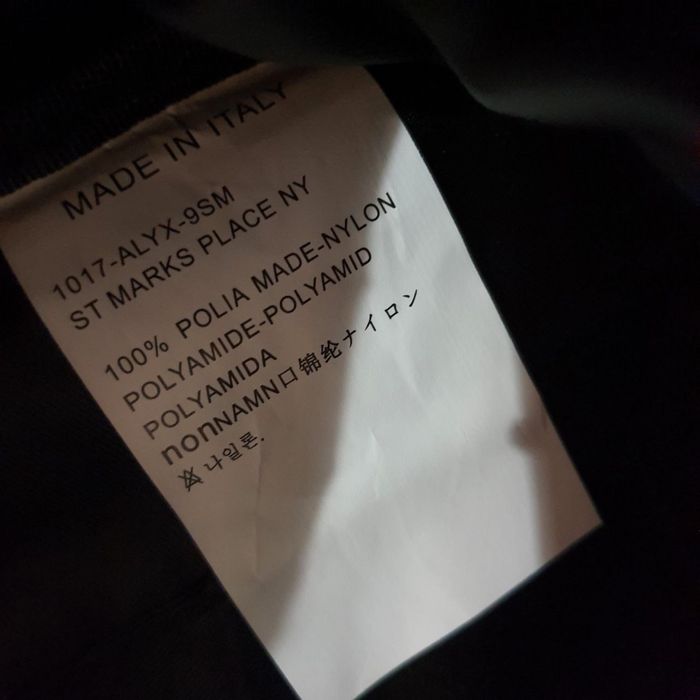 MADE IN ITALY
1017-ALYX-9SM
ST MARKS PLACE NY
100% POLIA MADE-NYLON
POLYAMIDE-POLYAMID
POLYAMIDA
nonNAMN口锦纶ナイロン
나일론.